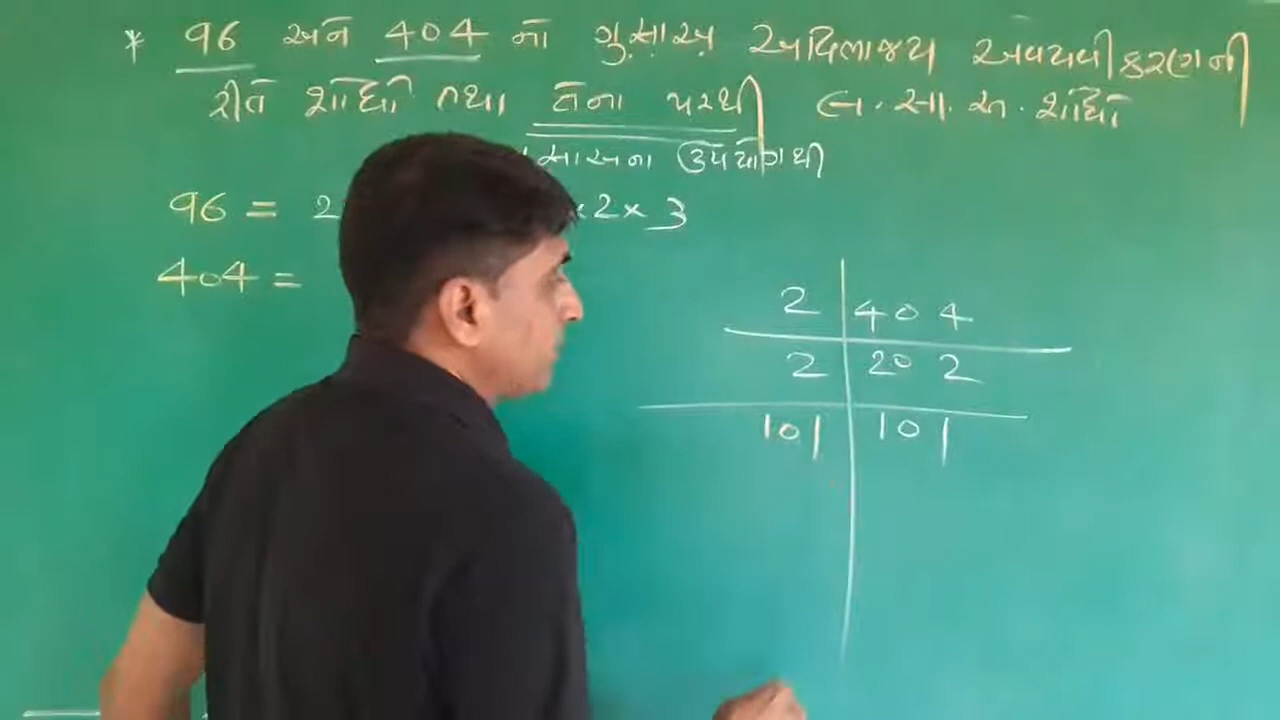 * 96 અને 404 નો ગુ.સા.અ. અવિભાજ્ય અવયવીકરણની
રીતે શોધો તથા તેના પરથી લ.સા.અ. શોધો
સા.અ.ના ઉપયોગથી
96 = 2 × 2 × 3
404 =
2 | 404
2 | 202
101 | 101